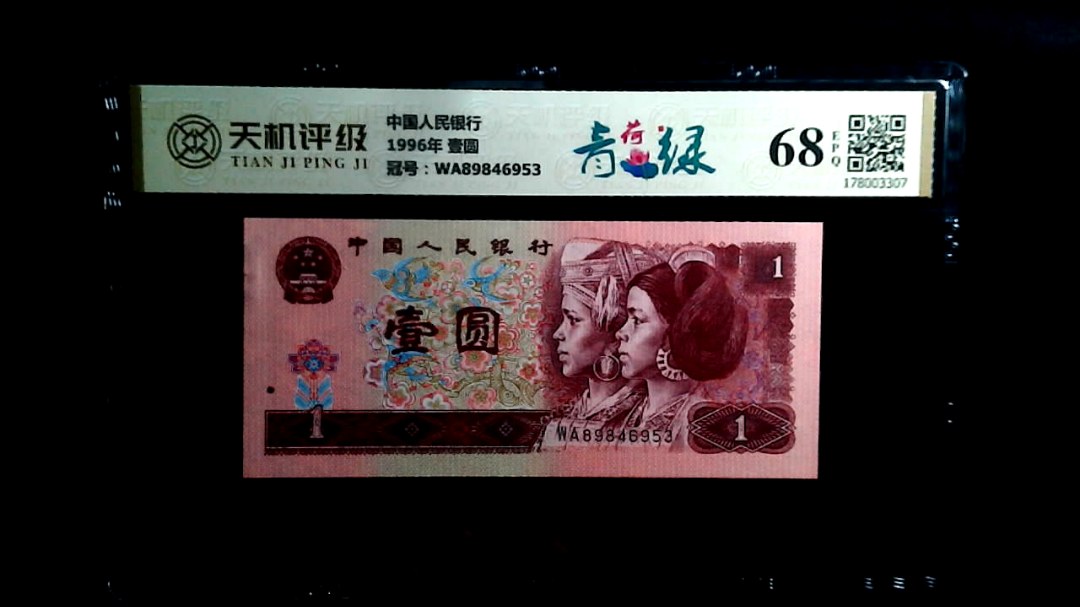 天机评级
TIAN JI PING JI
中国人民银行
1996年 壹圆
冠号：WA89846953
青荷绿
68
EPQ
178003307
中国人民银行
1
壹圆
1
WA89846953
1